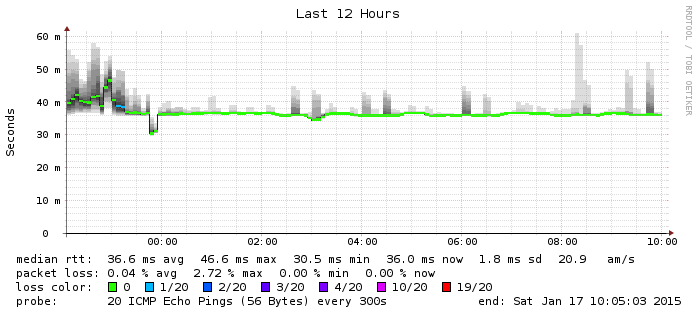 Last 12 Hours
RRDTOOL / TOBI OETIKER
Seconds
60 m
50 m
40 m
30 m
20 m
10 m
0
00:00 02:00 04:00 06:00 08:00 10:00
median rtt: 36.6 ms avg 46.6 ms max 30.5 ms min 36.0 ms now 1.8 ms sd 20.9 am/s
packet loss: 0.04 % avg 2.72 % max 0.00 % min 0.00 % now
loss color: 0 1/20 2/20 3/20 4/20 10/20 19/20
probe: 20 ICMP Echo Pings (56 Bytes) every 300s end: Sat Jan 17 10:05:03 2015